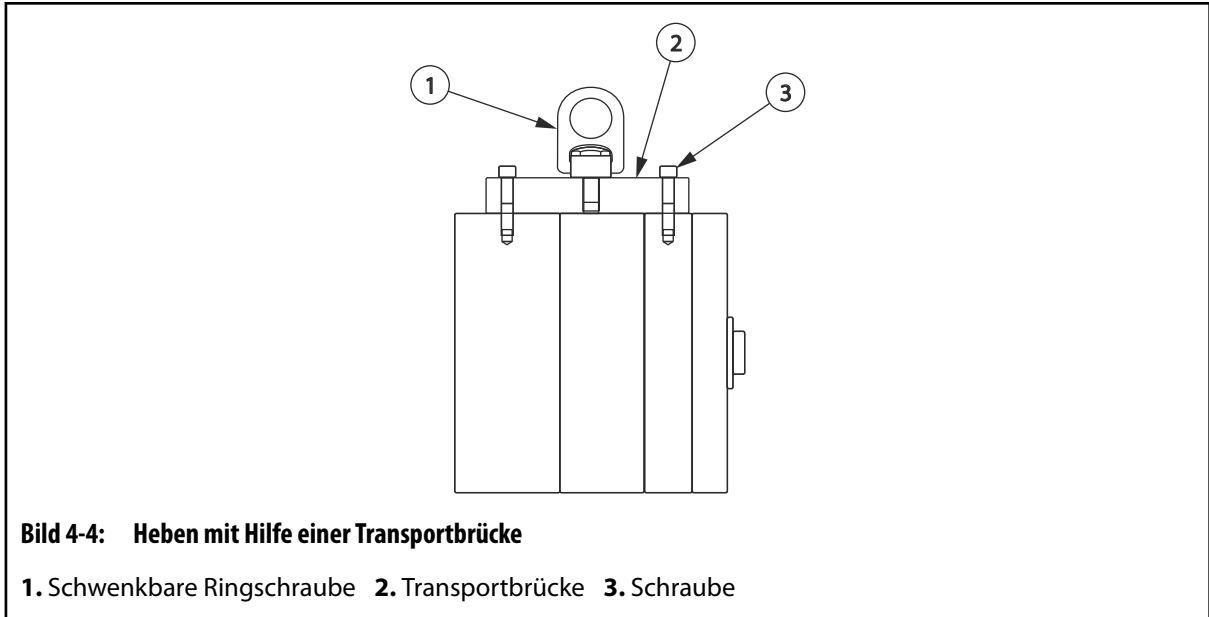 1
2
3
Bild 4-4: Heben mit Hilfe einer Transportbrücke
1. Schwenkbare Ringschraube 2. Transportbrücke 3. Schraube